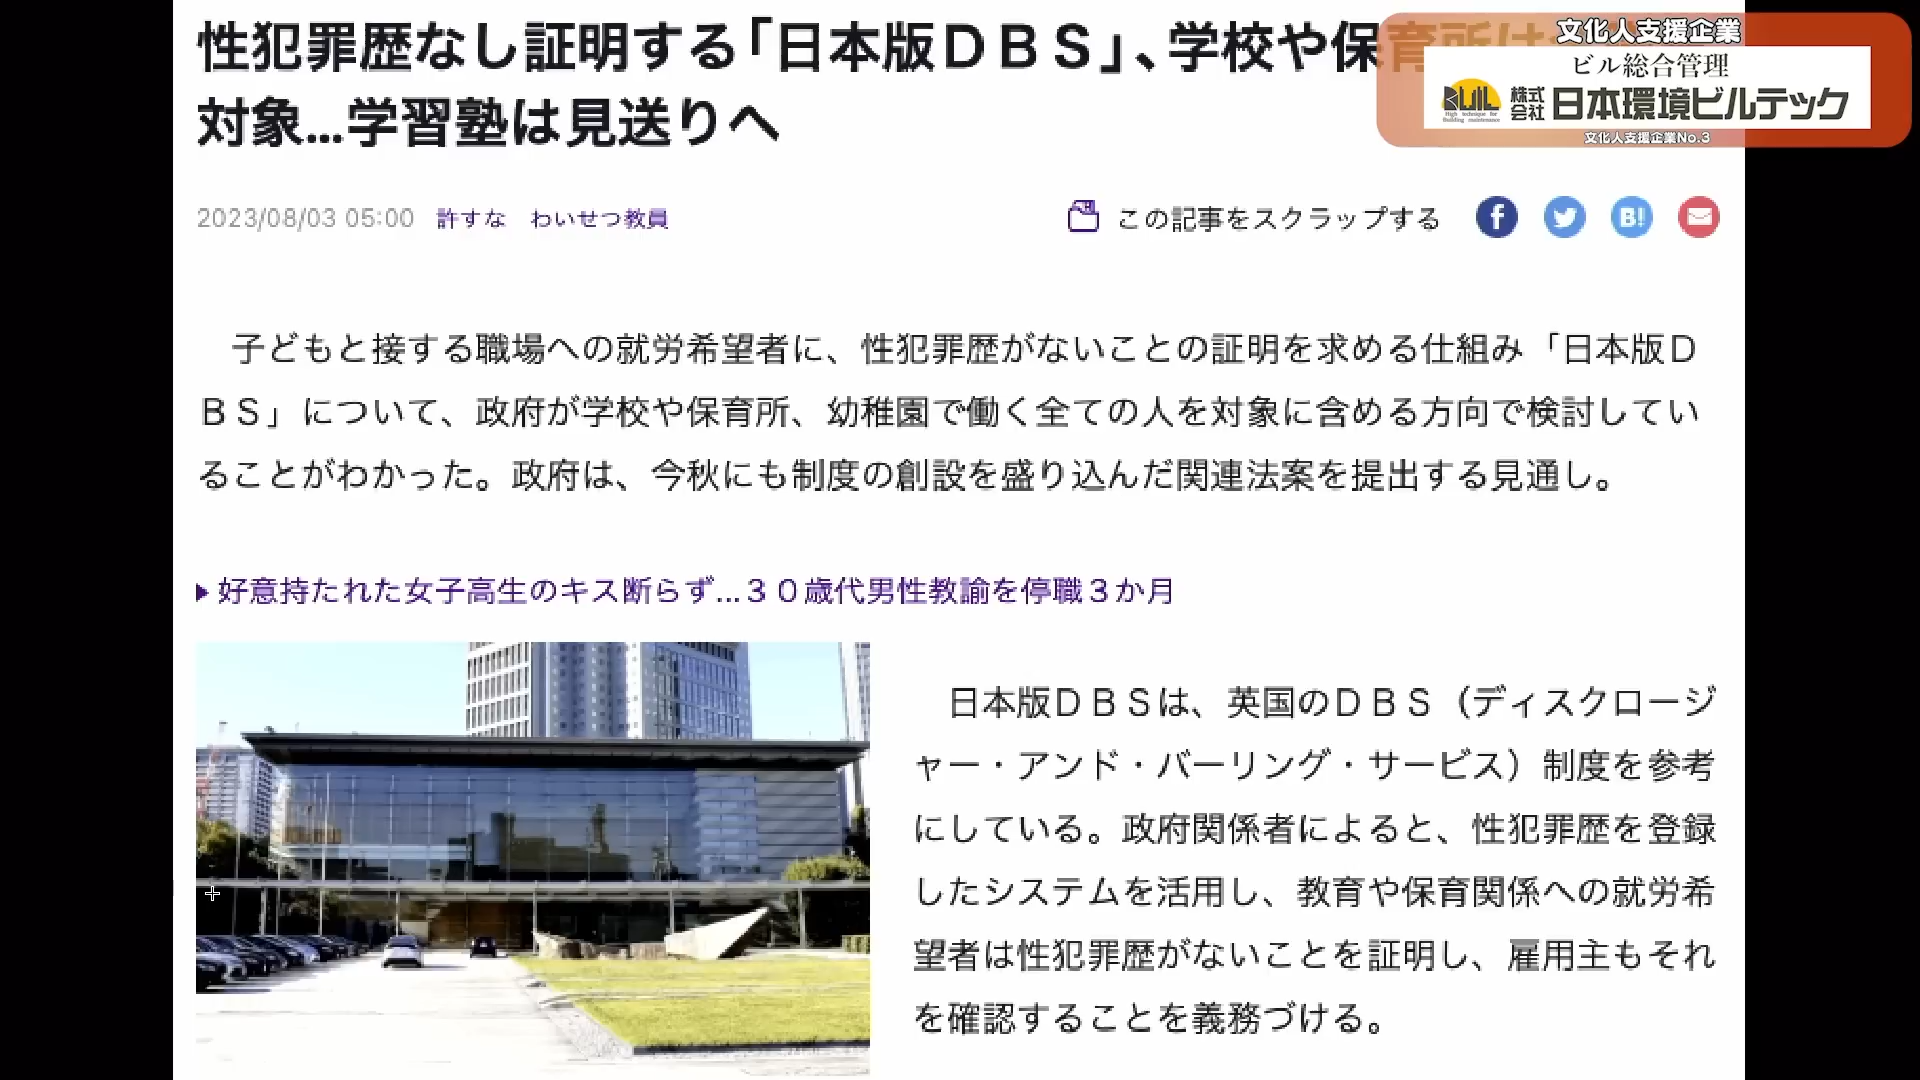 性犯罪歴なし証明する「日本版ＤＢＳ」、学校や保育所は
対象…学習塾は見送りへ
文化人支援企業
ビル総合管理
BUIL
High technique for
Building maintenance
株式会社 日本環境ビルテック
文化人支援企業No.3
2023/08/03 05:00 許すな わいせつ教員
この記事をスクラップする
f
B!
子どもと接する職場への就労希望者に、性犯罪歴がないことの証明を求める仕組み「日本版Ｄ
ＢＳ」について、政府が学校や保育所、幼稚園で働く全ての人を対象に含める方向で検討してい
ることがわかった。政府は、今秋にも制度の創設を盛り込んだ関連法案を提出する見通し。
好意持たれた女子高生のキス断らず…３０歳代男性教諭を停職３か月
日本版ＤＢＳは、英国のＤＢＳ（ディスクロージ
ャー・アンド・バーリング・サービス）制度を参考
にしている。政府関係者によると、性犯罪歴を登録
したシステムを活用し、教育や保育関係への就労希
望者は性犯罪歴がないことを証明し、雇用主もそれ
を確認することを義務づける。